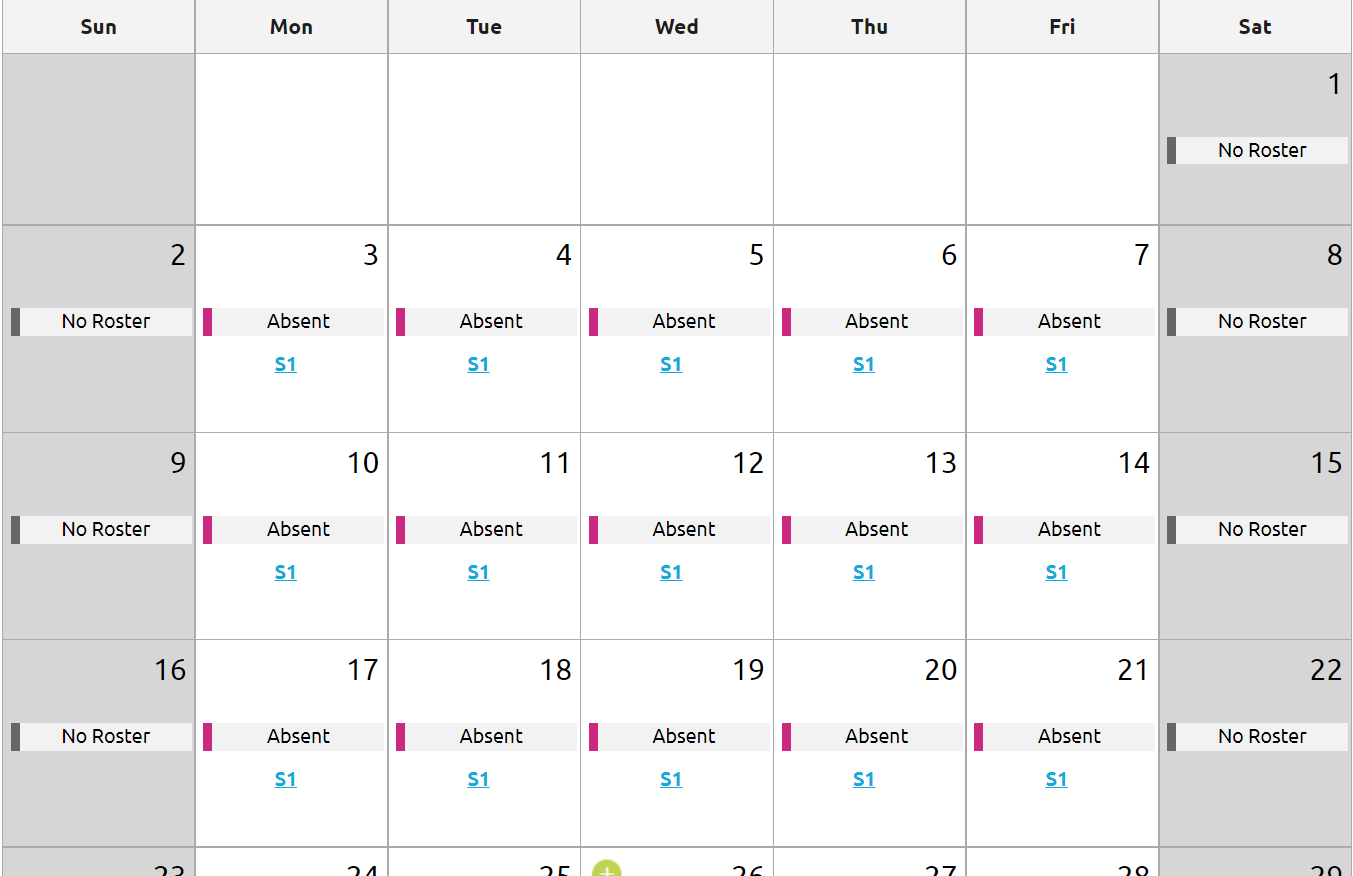 Sun Mon Tue Wed Thu Fri Sat
1
No Roster
2 3 4 5 6 7 8
No Roster Absent Absent Absent Absent Absent No Roster
S1 S1 S1 S1 S1
9 10 11 12 13 14 15
No Roster Absent Absent Absent Absent Absent No Roster
S1 S1 S1 S1 S1
16 17 18 19 20 21 22
No Roster Absent Absent Absent Absent Absent No Roster
S1 S1 S1 S1 S1
23 24 25 + 26 27 28 29